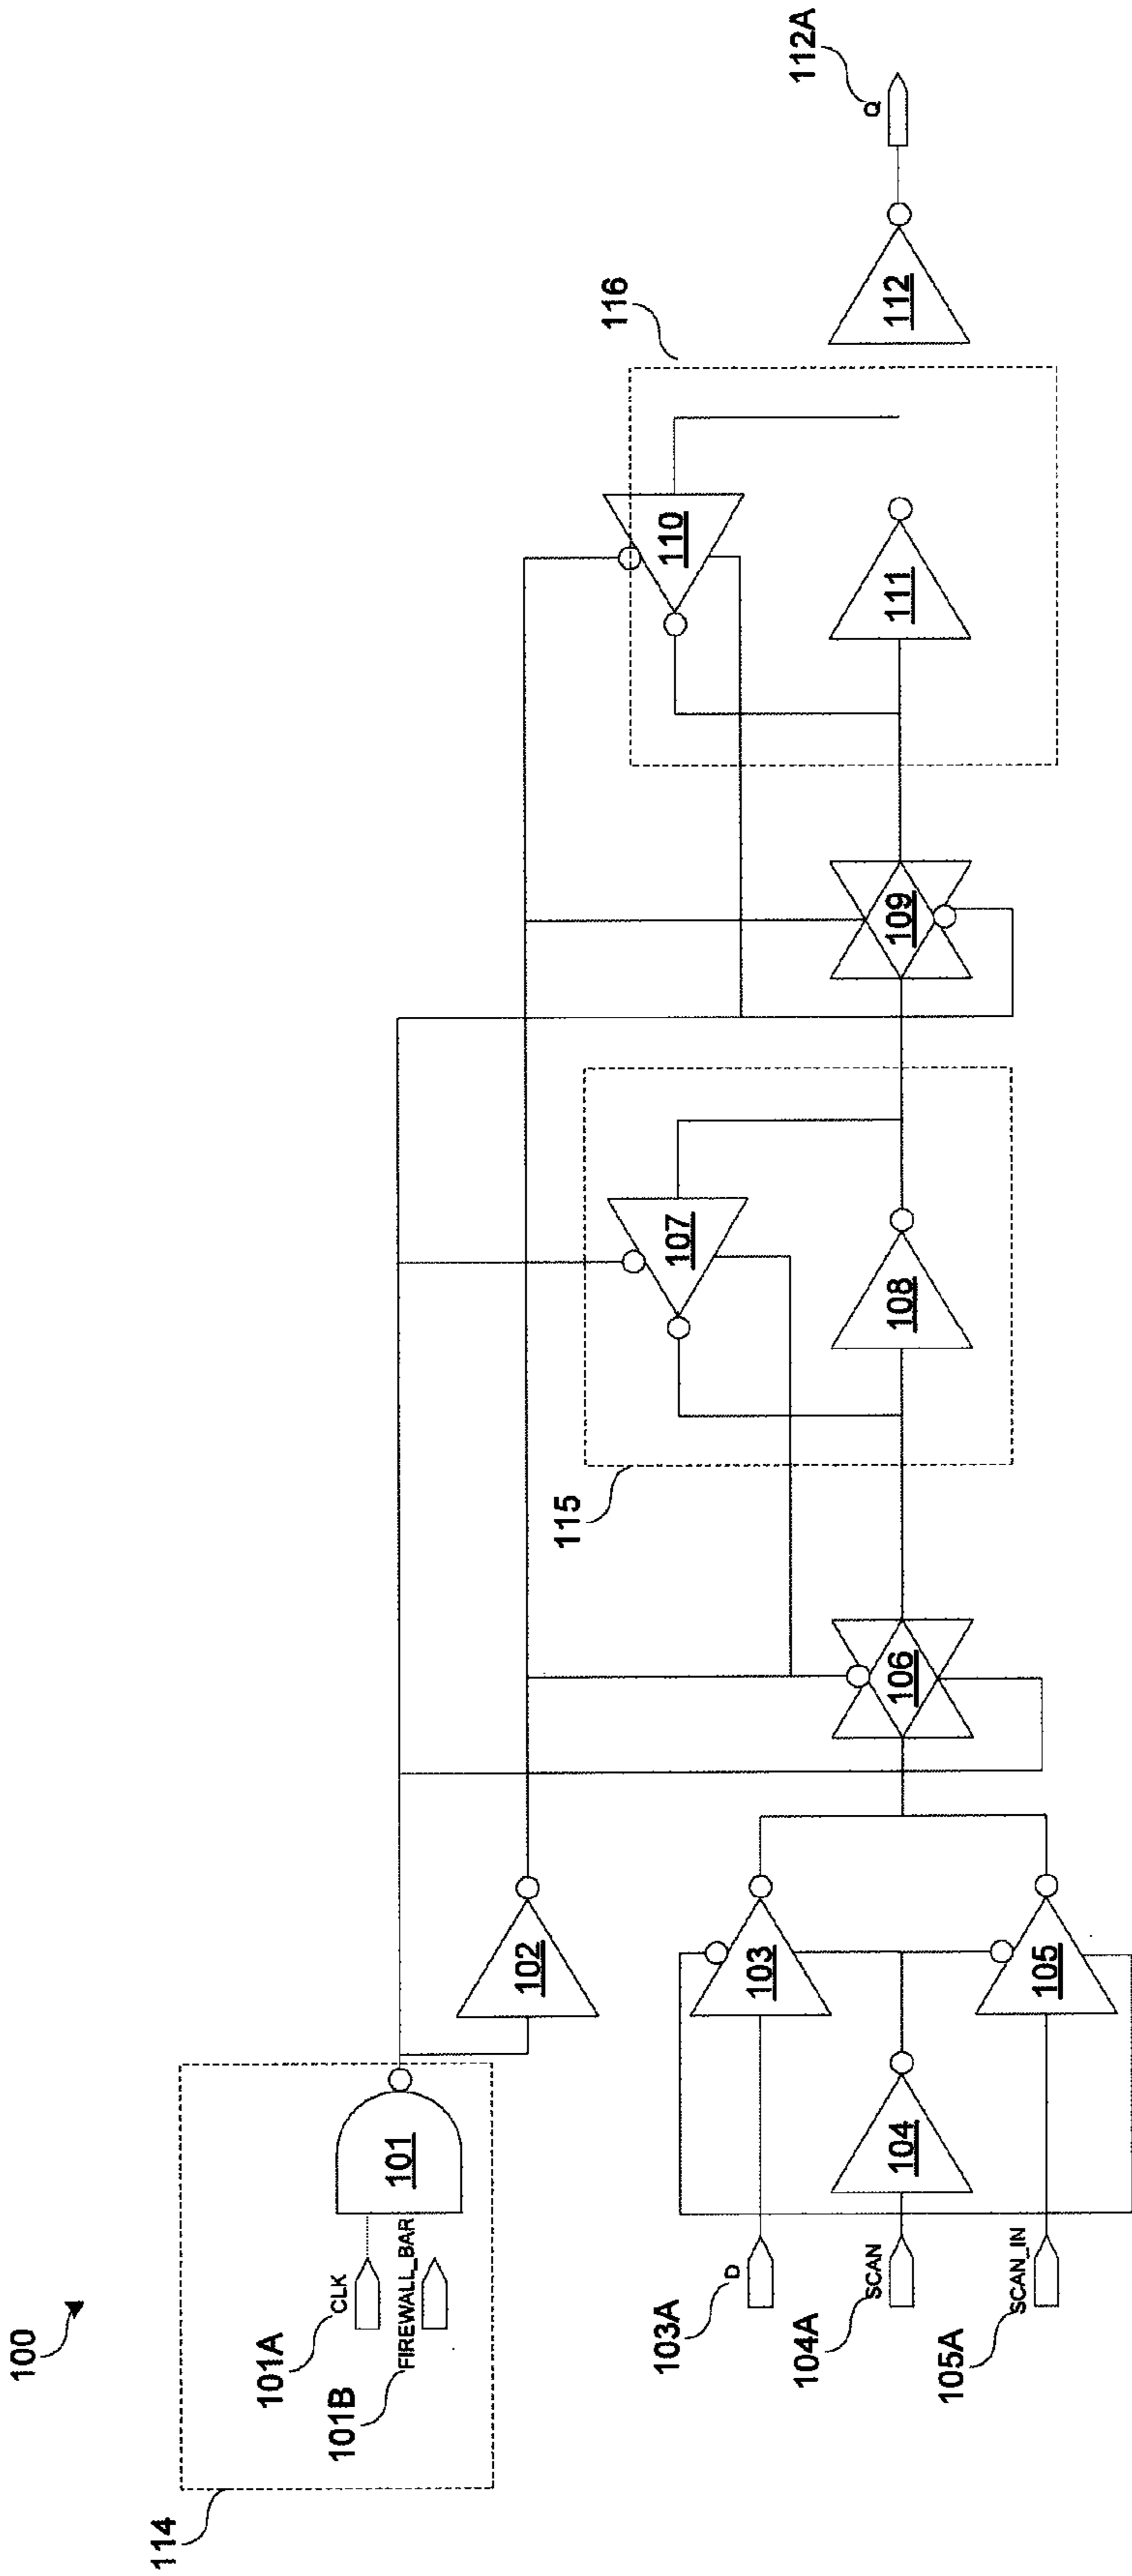 100
114
101A
CLK
101B
FIREWALL_BAR
101
102
103A
D
104A
SCAN
105A
SCAN_IN
103
104
105
106
115
107
108
109
116
110
111
112
Q
112A